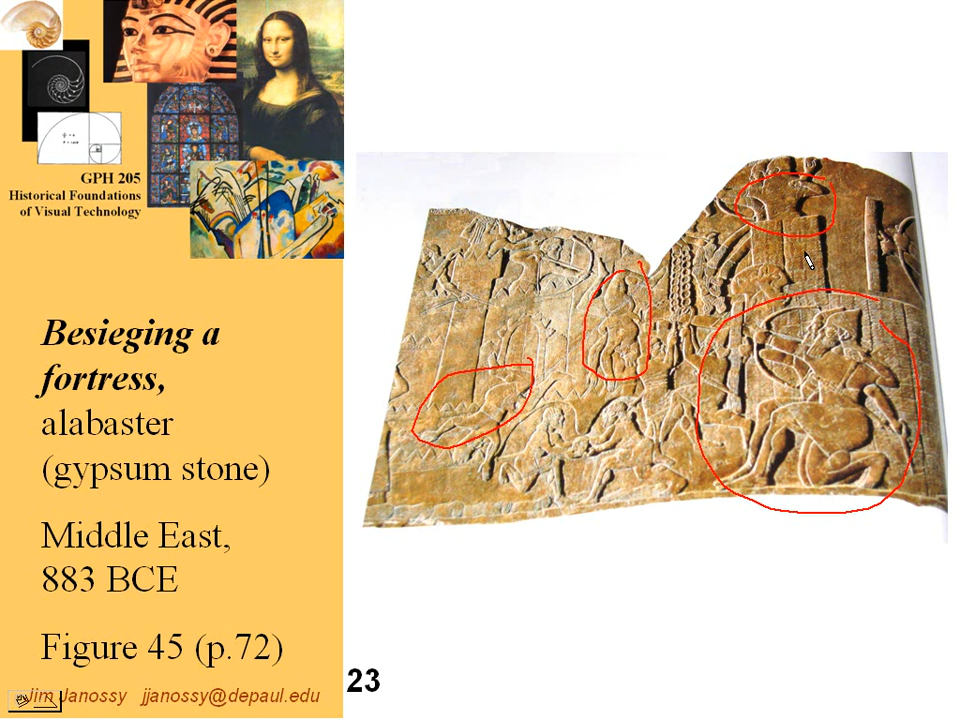 GPH 205
Historical Foundations
of Visual Technology
Besieging a
fortress,
alabaster
(gypsum stone)
Middle East,
883 BCE
Figure 45 (p.72)
Jim Janossy jjanossy@depaul.edu
23